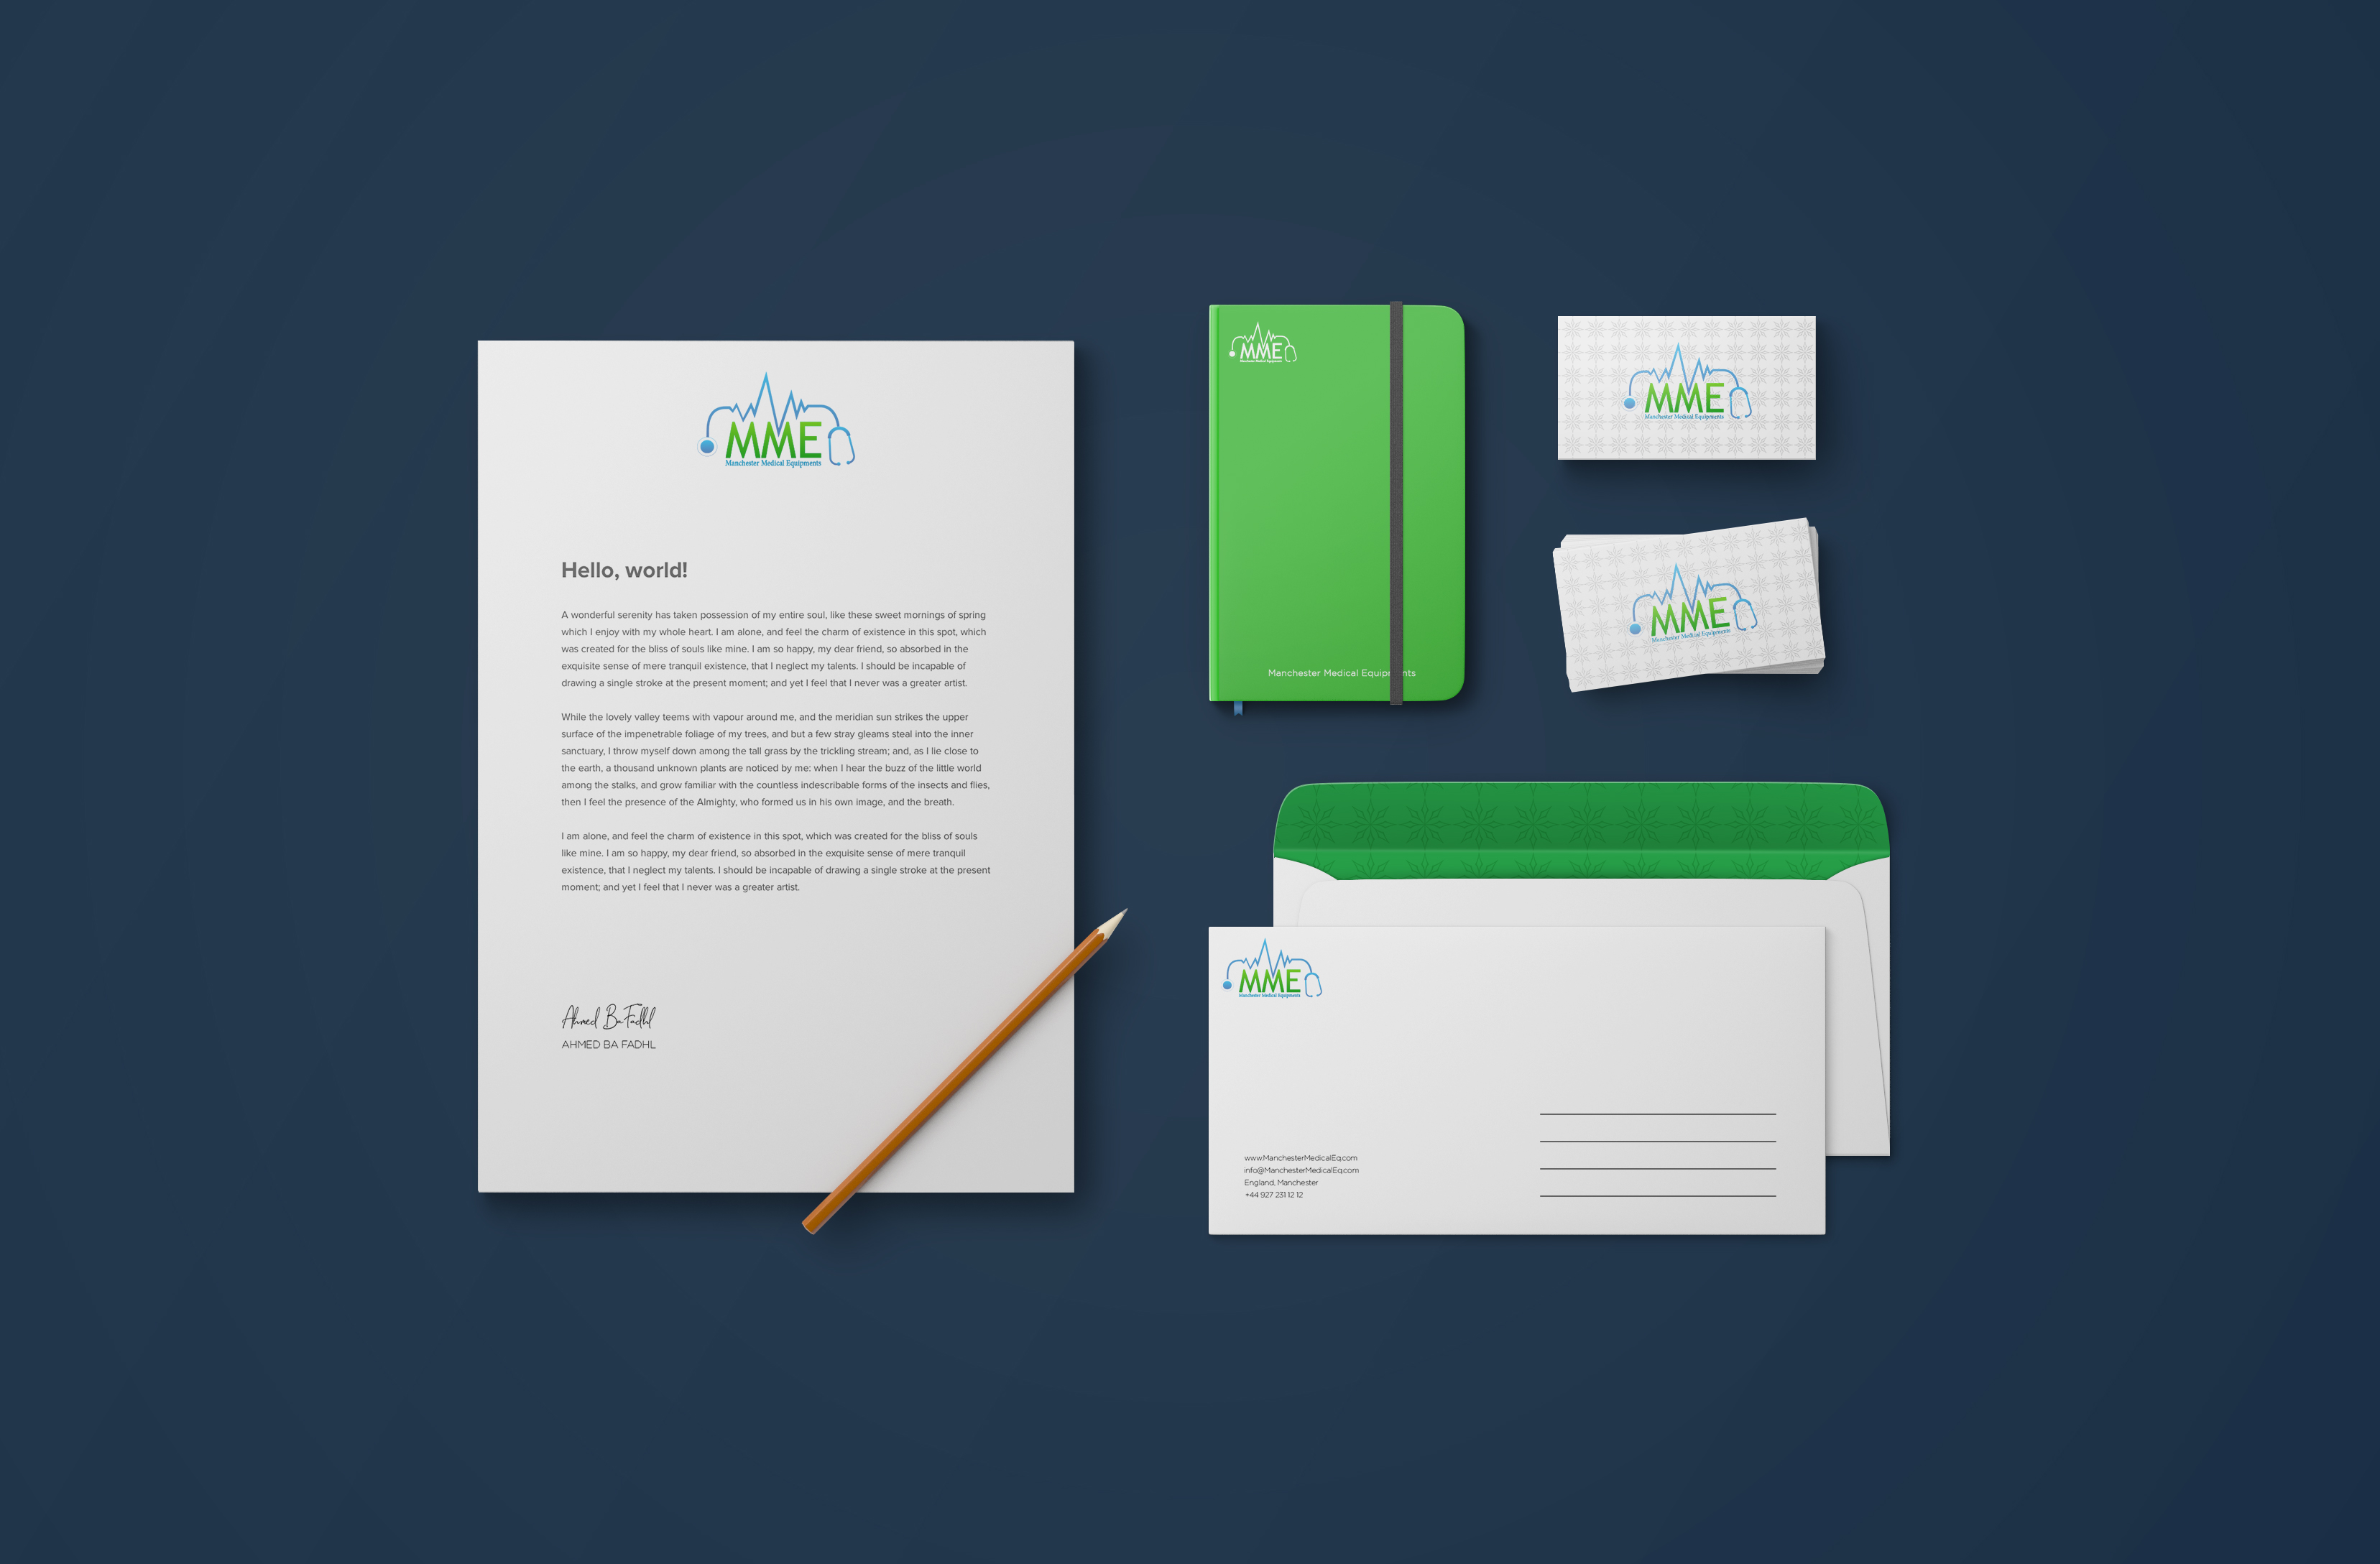 MME
Manchester Medical Equipments
Hello, world!
A wonderful serenity has taken possession of my entire soul, like these sweet mornings of spring
which I enjoy with my whole heart. I am alone, and feel the charm of existence in this spot, which
was created for the bliss of souls like mine. I am so happy, my dear friend, so absorbed in the
exquisite sense of mere tranquil existence, that I neglect my talents. I should be incapable of
drawing a single stroke at the present moment; and yet I feel that I never was a greater artist.
While the lovely valley teems with vapour around me, and the meridian sun strikes the upper
surface of the impenetrable foliage of my trees, and but a few stray gleams steal into the inner
sanctuary, I throw myself down among the tall grass by the trickling stream; and, as I lie close to
the earth, a thousand unknown plants are noticed by me: when I hear the buzz of the little world
among the stalks, and grow familiar with the countless indescribable forms of the insects and flies,
then I feel the presence of the Almighty, who formed us in his own image, and the breath.
I am alone, and feel the charm of existence in this spot, which was created for the bliss of souls
like mine. I am so happy, my dear friend, so absorbed in the exquisite sense of mere tranquil
existence, that I neglect my talents. I should be incapable of drawing a single stroke at the present
moment; and yet I feel that I never was a greater artist.
Ahmed BaFadhl
AHMED BA FADHL
MME
Manchester Medical Equipments
Manchester Medical Equip nts
MME
Manchester Medical Equipments
MME
Manchester Medical Equipments
MME
Manchester Medical Equipments
www.ManchesterMedicalEq.com
info@ManchesterMedicalEq.com
England, Manchester
+44 927 231 12 12